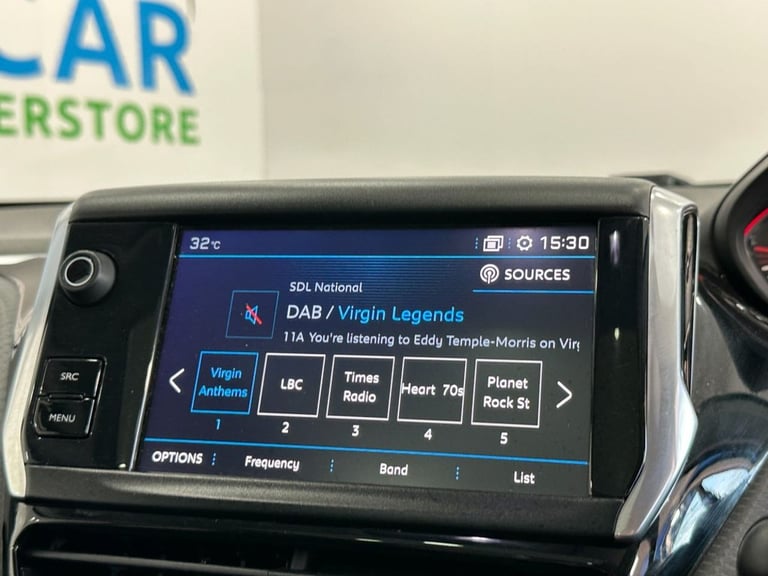 CAR
ERSTORE
32°C
15:30
SOURCES
SDL National
DAB / Virgin Legends
11A You're listening to Eddy Temple-Morris on Vir
Virgin Anthems
LBC
Times Radio
Heart 70s
Planet Rock St
1
2
3
4
5
SRC
MENU
OPTIONS
Frequency
Band
List